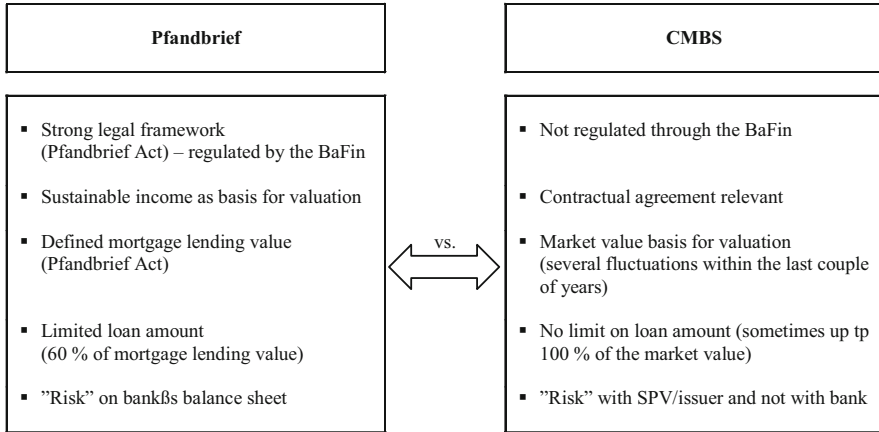 Pfandbrief
▪ Strong legal framework
(Pfandbrief Act) – regulated by the BaFin
▪ Sustainable income as basis for valuation
▪ Defined mortgage lending value
(Pfandbrief Act)
▪ Limited loan amount
(60 % of mortgage lending value)
▪ ”Risk” on bankßs balance sheet
vs.
CMBS
▪ Not regulated through the BaFin
▪ Contractual agreement relevant
▪ Market value basis for valuation
(several fluctuations within the last couple
of years)
▪ No limit on loan amount (sometimes up tp
100 % of the market value)
▪ ”Risk” with SPV/issuer and not with bank